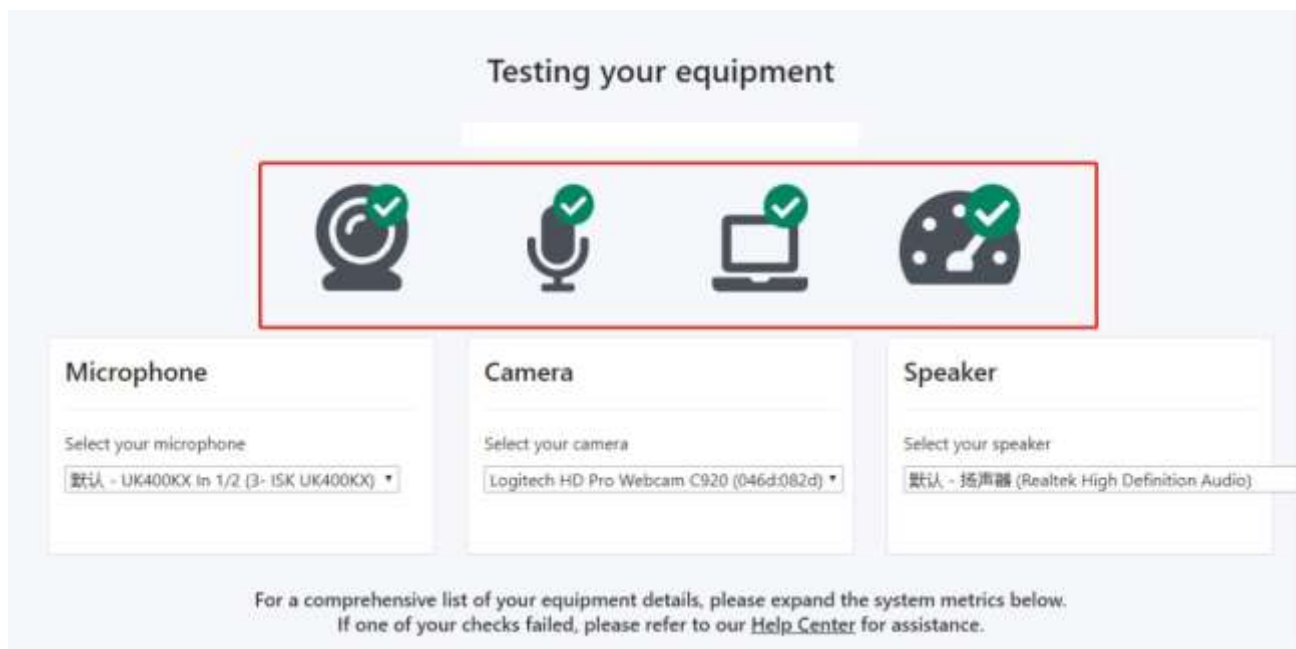 Testing your equipment
Microphone
Select your microphone
默认 - UK400KX In 1/2 (3- ISK UK400KX)
Camera
Select your camera
Logitech HD Pro Webcam C920 (046d:082d)
Speaker
Select your speaker
默认 - 扬声器 (Realtek High Definition Audio)
For a comprehensive list of your equipment details, please expand the system metrics below.
If one of your checks failed, please refer to our Help Center for assistance.